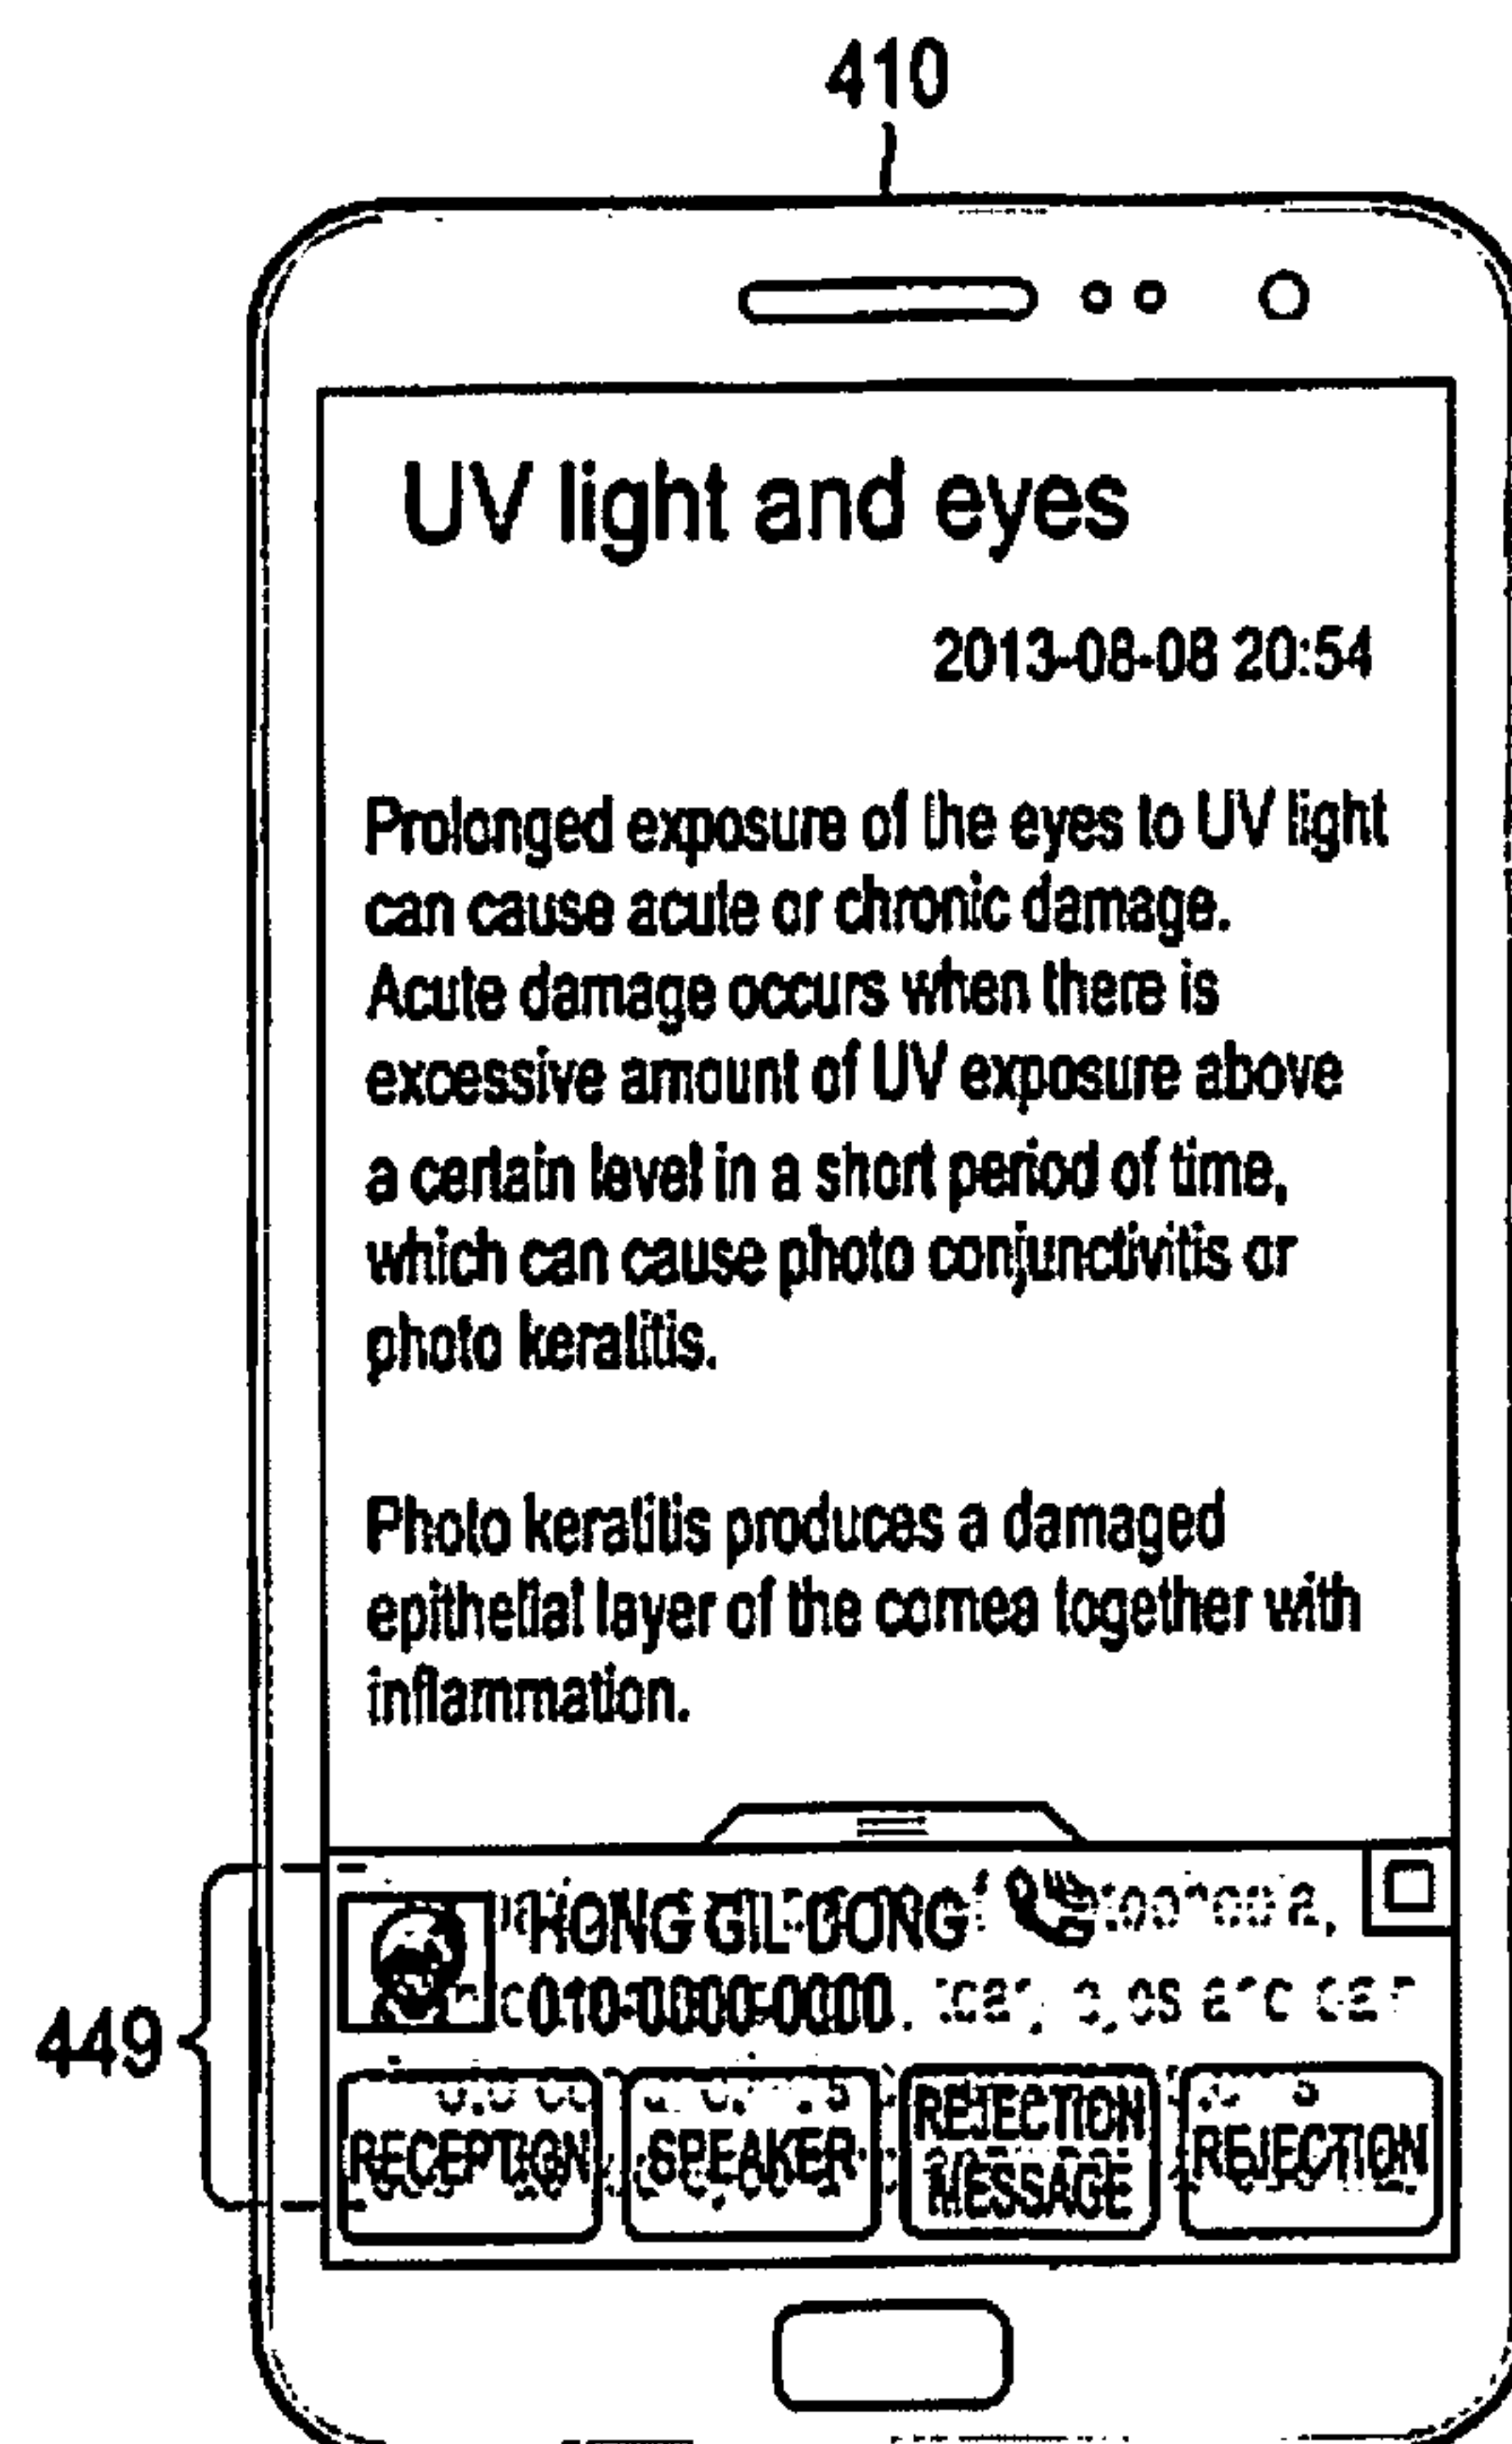 410
UV light and eyes
2013-08-08 20:54
Prolonged exposure of the eyes to UV light
can cause acute or chronic damage.
Acute damage occurs when there is
excessive amount of UV exposure above
a certain level in a short period of time,
which can cause photo conjunctivitis or
photo keratitis.
Photo keratitis produces a damaged
epithelial layer of the cornea together with
inflammation.
HONG GIL DONG
010-0000-0000
449
RECEPTION SPEAKER REJECTION MESSAGE REJECTION